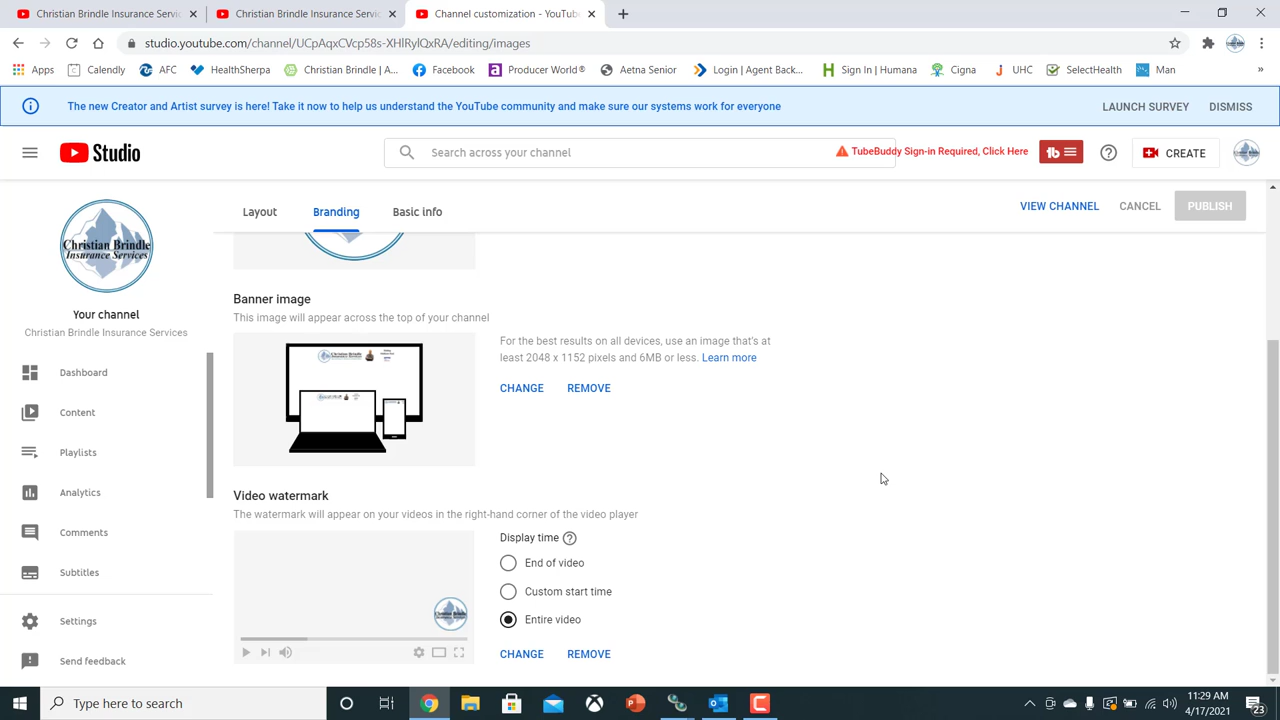 Christian Brindle Insurance Servic
Christian Brindle Insurance Servic
Channel customization - YouTube
studio.youtube.com/channel/UCpAqxCVcp58s-XHlRylQxRA/editing/images
Apps
Calendly
AFC
HealthSherpa
Christian Brindle | A...
Facebook
Producer World®
Aetna Senior
Login | Agent Back...
Sign In | Humana
Cigna
UHC
SelectHealth
Man
»
The new Creator and Artist survey is here! Take it now to help us understand the YouTube community and make sure our systems work for everyone
LAUNCH SURVEY
DISMISS
Studio
Search across your channel
TubeBuddy Sign-in Required, Click Here
tb
CREATE
Layout
Branding
Basic info
VIEW CHANNEL
CANCEL
PUBLISH
Christian Brindle
Insurance Services
Your channel
Christian Brindle Insurance Services
Dashboard
Content
Playlists
Analytics
Comments
Subtitles
Settings
Send feedback
Banner image
This image will appear across the top of your channel
For the best results on all devices, use an image that's at
least 2048 x 1152 pixels and 6MB or less. Learn more
CHANGE
REMOVE
Christian Brindle
Video watermark
The watermark will appear on your videos in the right-hand corner of the video player
Christian Brindle
Display time
End of video
Custom start time
Entire video
CHANGE
REMOVE
Type here to search
11:29 AM
4/17/2021
23